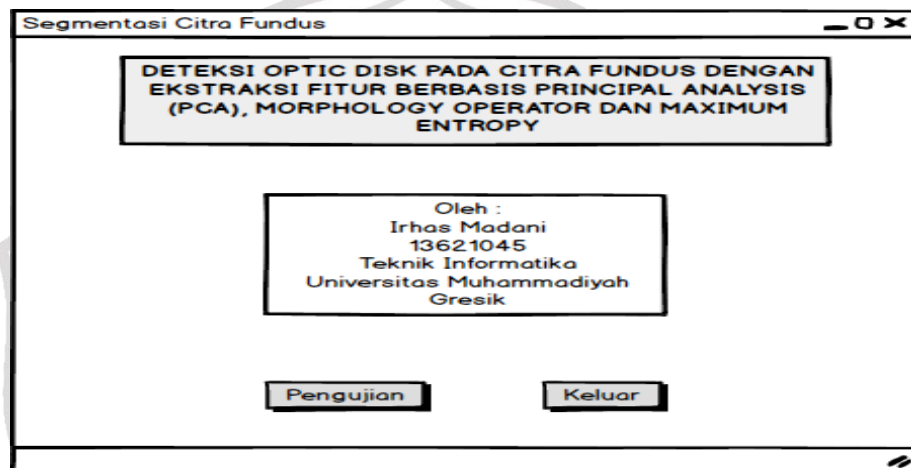 Segmentasi Citra Fundus
DETEKSI OPTIC DISK PADA CITRA FUNDUS DENGAN
EKSTRAKSI FITUR BERBASIS PRINCIPAL ANALYSIS
(PCA), MORPHOLOGY OPERATOR DAN MAXIMUM
ENTROPY
Oleh :
Irhas Madani
13621045
Teknik Informatika
Universitas Muhammadiyah
Gresik
Pengujian
Keluar